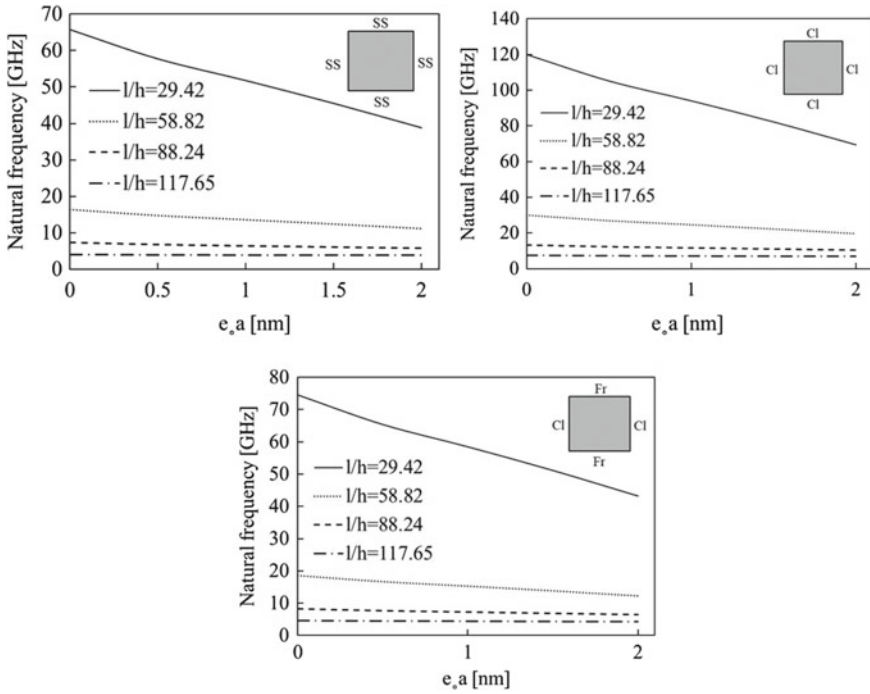 Natural frequency [GHz]
70
60
50
40
30
20
10
0
l/h=29.42
l/h=58.82
l/h=88.24
l/h=117.65
SS
SS SS
SS
0 0.5 1 1.5 2
e₀a [nm]
Natural frequency [GHz]
140
120
100
80
60
40
20
0
l/h=29.42
l/h=58.82
l/h=88.24
l/h=117.65
Cl
Cl Cl
Cl
0 1 2
e₀a [nm]
Natural frequency [GHz]
80
70
60
50
40
30
20
10
0
l/h=29.42
l/h=58.82
l/h=88.24
l/h=117.65
Fr
Cl Cl
Fr
0 1 2
e₀a [nm]